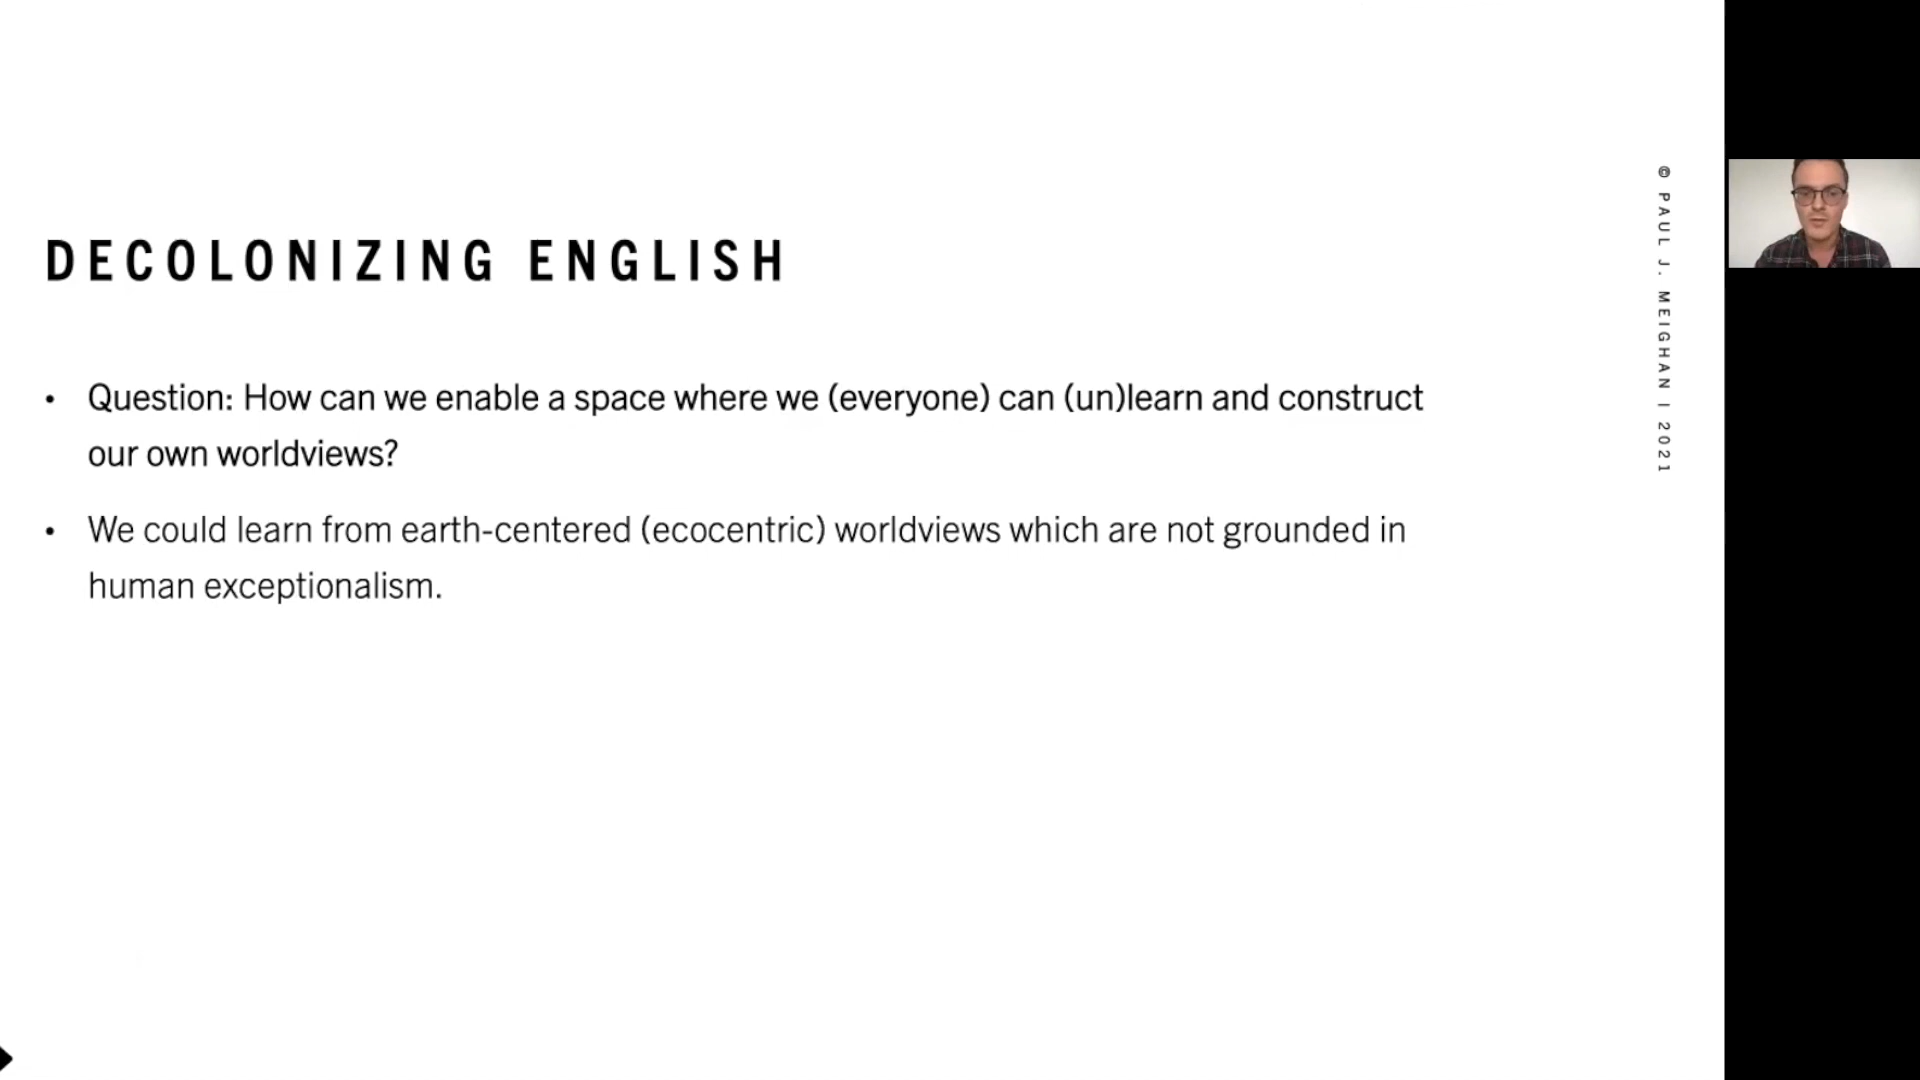 DECOLONIZING ENGLISH
• Question: How can we enable a space where we (everyone) can (un)learn and construct
our own worldviews?
• We could learn from earth-centered (ecocentric) worldviews which are not grounded in
human exceptionalism.
© PAUL J. MEIGHAN | 2021